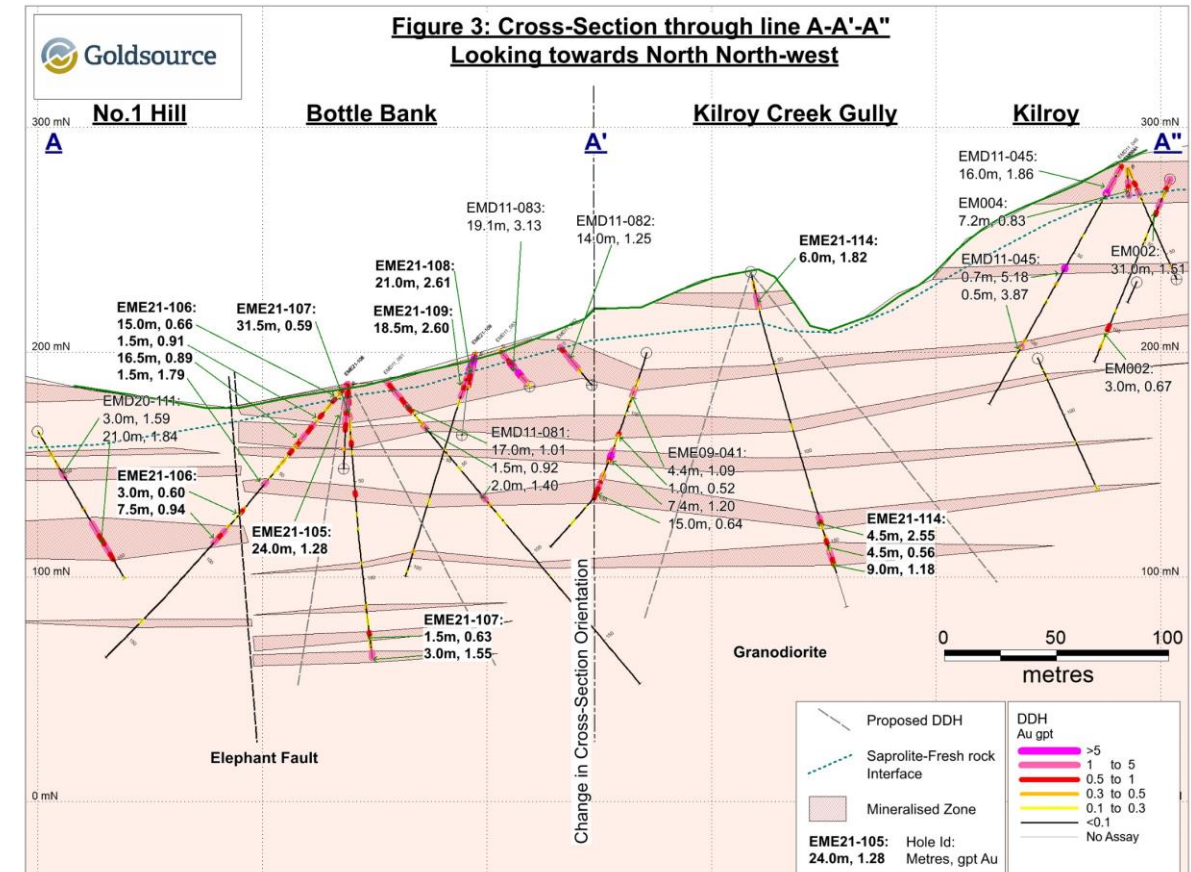 Figure 3: Cross-Section through line A-A'-A"
Looking towards North North-west
Goldsource
No.1 Hill
Bottle Bank
Kilroy Creek Gully
Kilroy
300 mN
300 mN
A
A'
A"
EMD11-045:
16.0m, 1.86
EMD11-083:
19.1m, 3.13
EMD11-082:
14.0m, 1.25
EM004:
7.2m, 0.83
EME21-114:
6.0m, 1.82
EME21-108:
21.0m, 2.61
EMD11-045:
0.7m, 5.18
0.5m, 3.87
EM002:
31.0m, 1.51
EME21-106:
15.0m, 0.66
1.5m, 0.91
16.5m, 0.89
1.5m, 1.79
EME21-107:
31.5m, 0.59
EME21-109:
18.5m, 2.60
200 mN
200 mN
EM002:
3.0m, 0.67
EMD20-111:
3.0m, 1.59
21.0m, 1.84
EMD11-081:
17.0m, 1.01
1.5m, 0.92
2.0m, 1.40
EME09-041:
4.4m, 1.09
1.0m, 0.52
7.4m, 1.20
15.0m, 0.64
EME21-106:
3.0m, 0.60
7.5m, 0.94
EME21-105:
24.0m, 1.28
EME21-114:
4.5m, 2.55
4.5m, 0.56
9.0m, 1.18
100 mN
100 mN
EME21-107:
1.5m, 0.63
3.0m, 1.55
Change in Cross-Section Orientation
Granodiorite
0 50 100
metres
Elephant Fault
0 mN
Proposed DDH
Saprolite-Fresh rock
Interface
Mineralised Zone
EME21-105: Hole Id:
24.0m, 1.28 Metres, gpt Au
DDH
Au gpt
>5
1 to 5
0.5 to 1
0.3 to 0.5
0.1 to 0.3
<0.1
No Assay